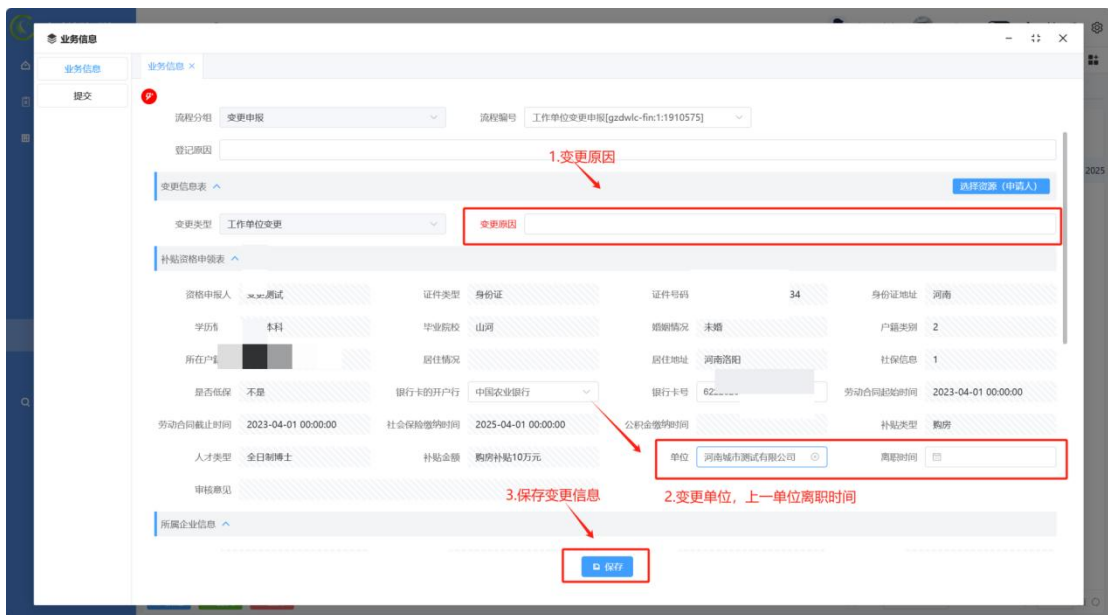 业务信息
业务信息
提交
业务信息 ×
流程分组 变更申报 流程编号 工作单位变更申报[gzdwlc-fin:1:1910575]
登记原因
1.变更原因
变更信息表 选择资源（申请人）
2025
变更类型 工作单位变更 变更原因
补贴资格申领表
资格申报人 测试 证件类型 身份证 证件号码 34 身份证地址 河南
学历 本科 毕业院校 山河 婚姻情况 未婚 户籍类别 2
所在户籍 居住情况 居住地址 河南洛阳 社保信息 1
是否低保 不是 银行卡的开户行 中国农业银行 银行卡号 劳动合同起始时间 2023-04-01 00:00:00
劳动合同截止时间 2023-04-01 00:00:00 社会保险缴纳时间 2025-04-01 00:00:00 公积金缴纳时间 补贴类型 购房
人才类型 全日制博士 补贴金额 购房补贴10万元 单位 河南城市测试有限公司 离职时间
审核意见
3.保存变更信息 2.变更单位，上一单位离职时间
所属企业信息
保存